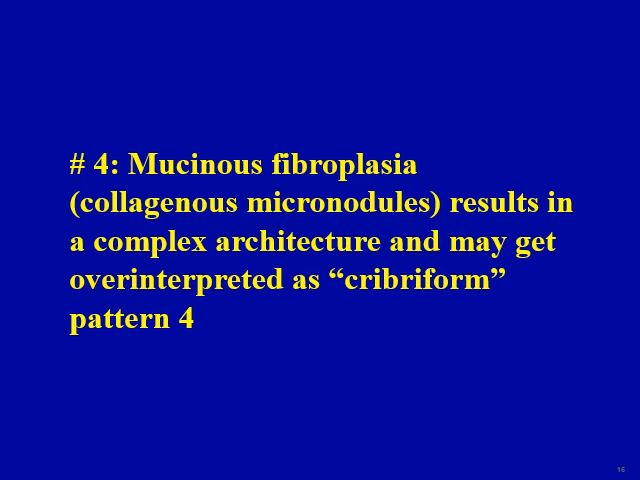 # 4: Mucinous fibroplasia
(collagenous micronodules) results in
a complex architecture and may get
overinterpreted as “cribriform”
pattern 4
16